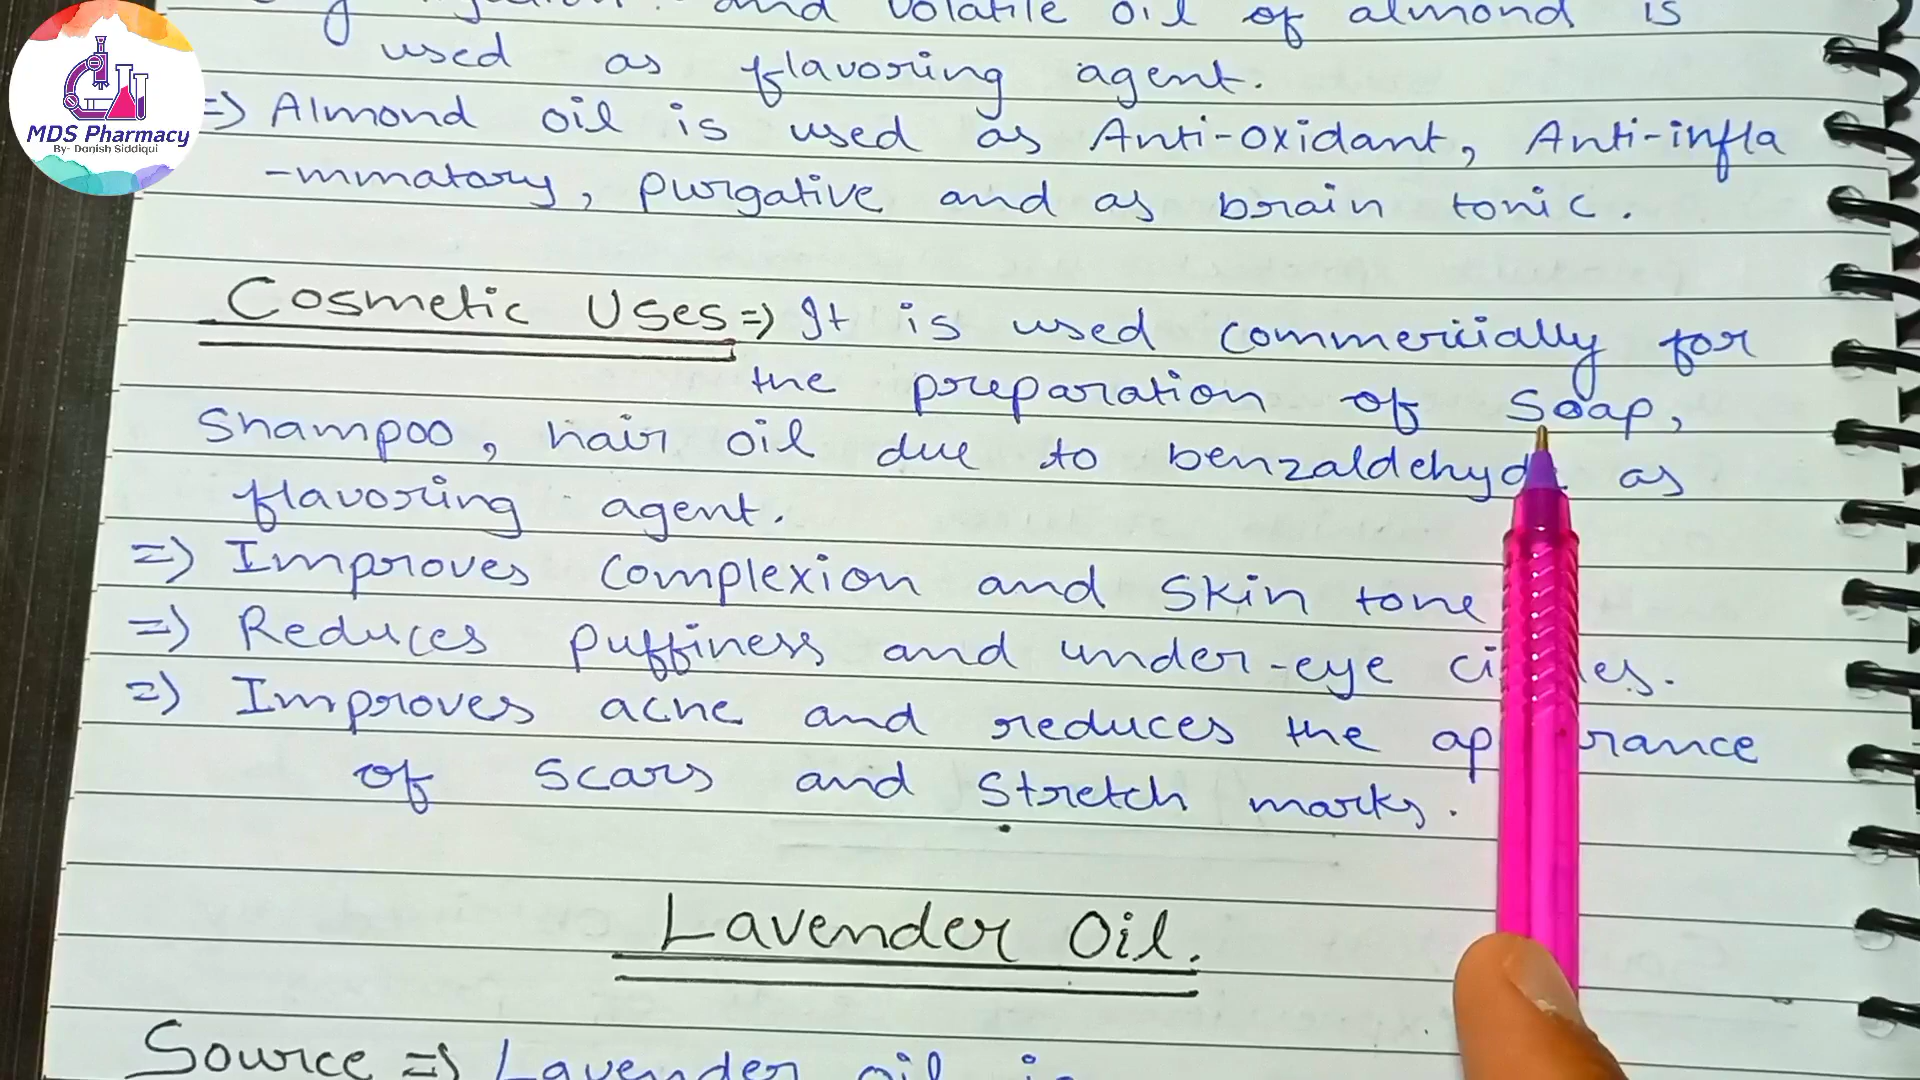 and volatile oil of almond is
used as flavoring agent.
MDS Pharmacy
By- Danish Siddiqui
=> Almond oil is used as Anti-oxidant, Anti-infla
-mmatory, purgative and as brain tonic.
Cosmetic Uses => It is used commercially for
the preparation of Soap,
Shampoo, hair oil due to benzaldehyde as
flavoring agent.
=> Improves complexion and skin tone
=> Reduces puffiness and under-eye circles.
=> Improves acne and reduces the appearance
of scars and stretch marks.
Lavender Oil.
Source => Lavender oil is